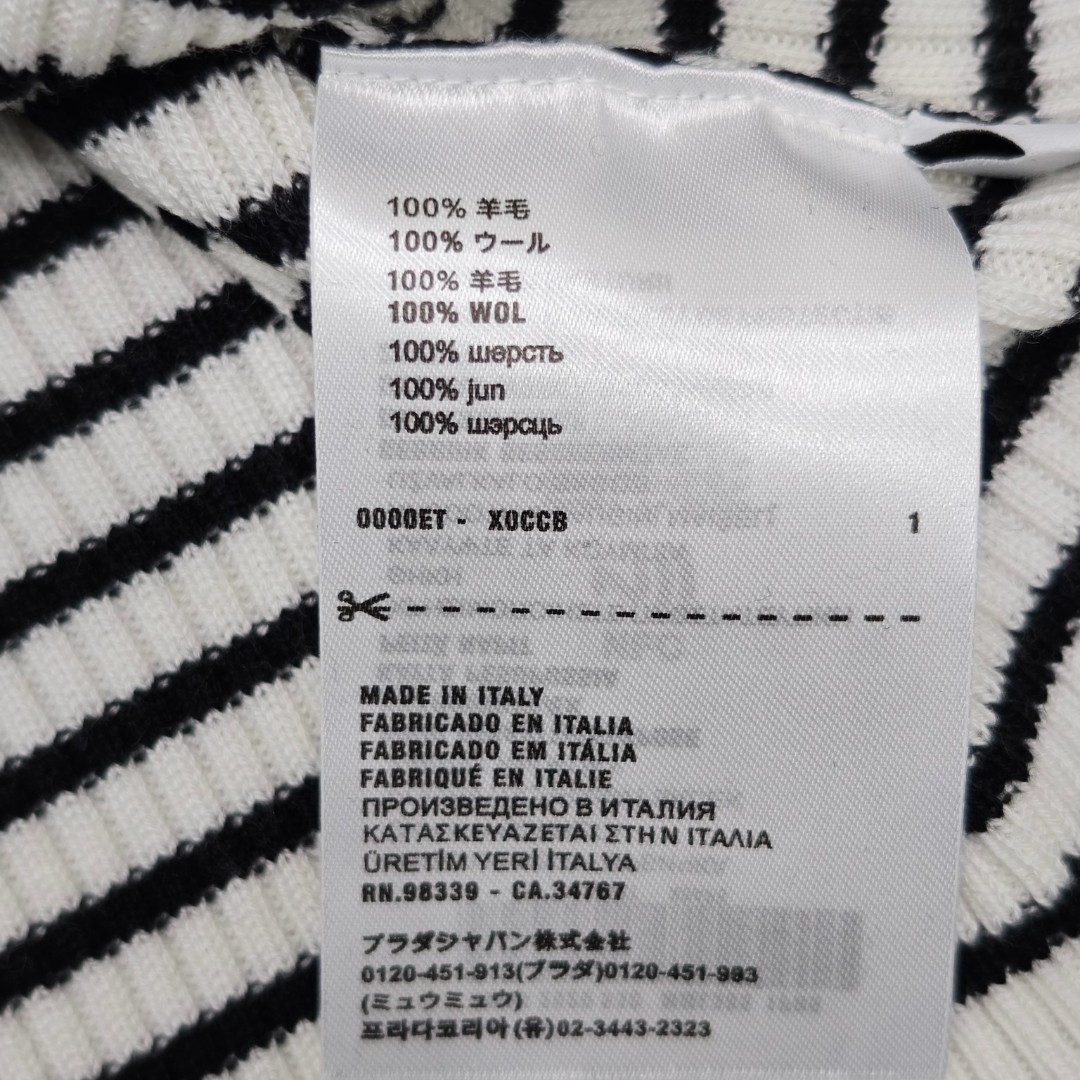 100% 羊毛
100% ウール
100% 羊毛
100% WOL
100% шерсть
100% jun
100% шэрсць
0000ET - X0CCB 1
MADE IN ITALY
FABRICADO EN ITALIA
FABRICADO EM ITÁLIA
FABRIQUÉ EN ITALIE
ПРОИЗВЕДЕНО В ИТАЛИЯ
ΚΑΤΑΣΚΕΥΑΖΕΤΑΙ ΣΤΗΝ ΙΤΑΛΙΑ
ÜRETİM YERİ İTALYA
RN.98339 - CA.34767
プラダジャパン株式会社
0120-451-913(プラダ)0120-451-993
(ミュウミュウ)
프라다코리아(유)02-3443-2323